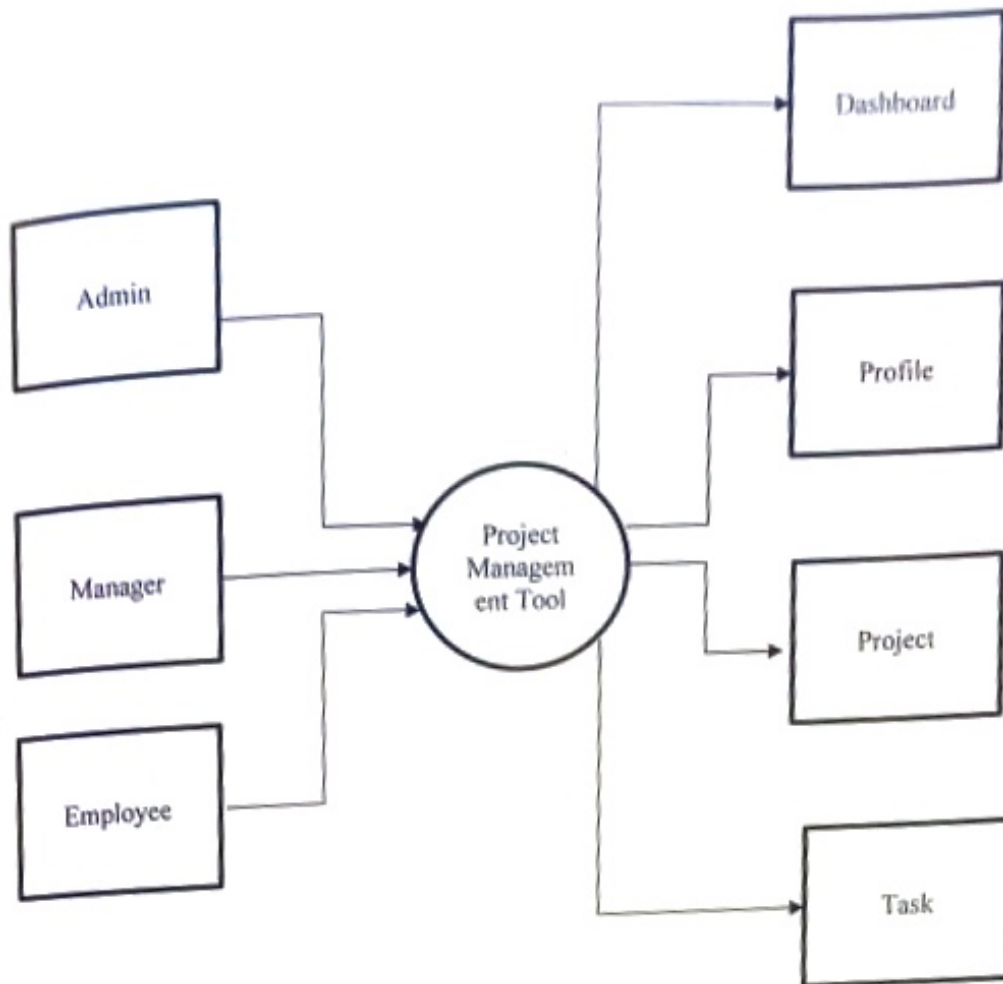 Dashboard
Admin
Profile
Project
Managem
ent Tool
Manager
Project
Employee
Task